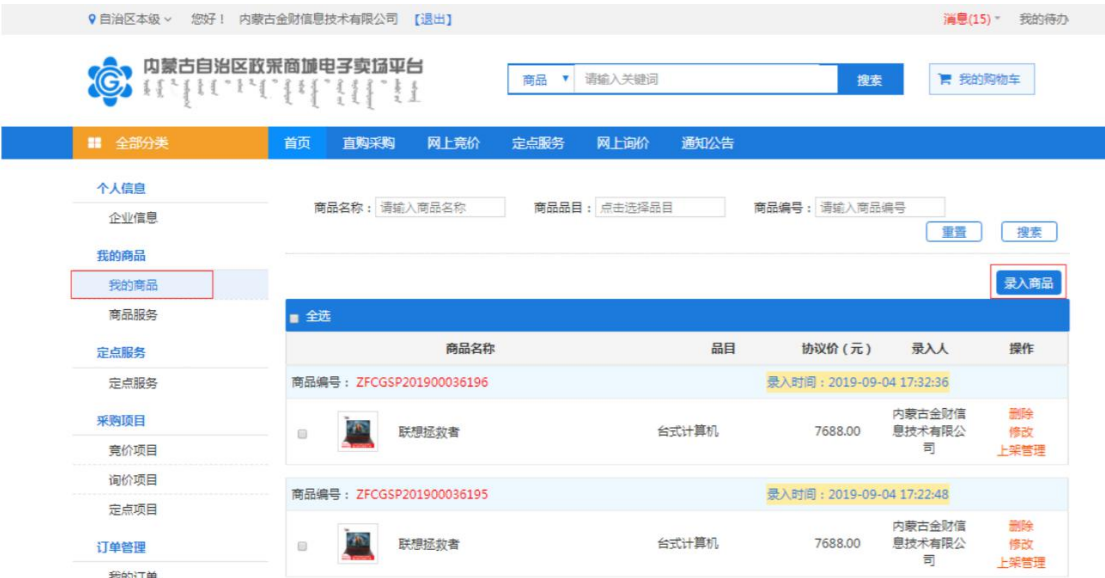 自治区本级 您好！ 内蒙古金财信息技术有限公司 【退出】 消息(15) 我的待办
内蒙古自治区政采商城电子卖场平台
商品 请输入关键词 搜索 我的购物车
全部分类 首页 直购采购 网上竞价 定点服务 网上询价 通知公告
个人信息
企业信息
我的商品
我的商品
商品服务
定点服务
定点服务
采购项目
竞价项目
询价项目
定点项目
订单管理
我的订单
商品名称： 请输入商品名称 商品品目： 点击选择品目 商品编号： 请输入商品编号
重置 搜索
录入商品
全选
商品名称 品目 协议价（元） 录入人 操作
商品编号： ZFCGSP201900036196 录入时间：2019-09-04 17:32:36
联想拯救者 台式计算机 7688.00 内蒙古金财信
息技术有限公
司
删除
修改
上架管理
商品编号： ZFCGSP201900036195 录入时间：2019-09-04 17:22:48
联想拯救者 台式计算机 7688.00 内蒙古金财信
息技术有限公
司
删除
修改
上架管理